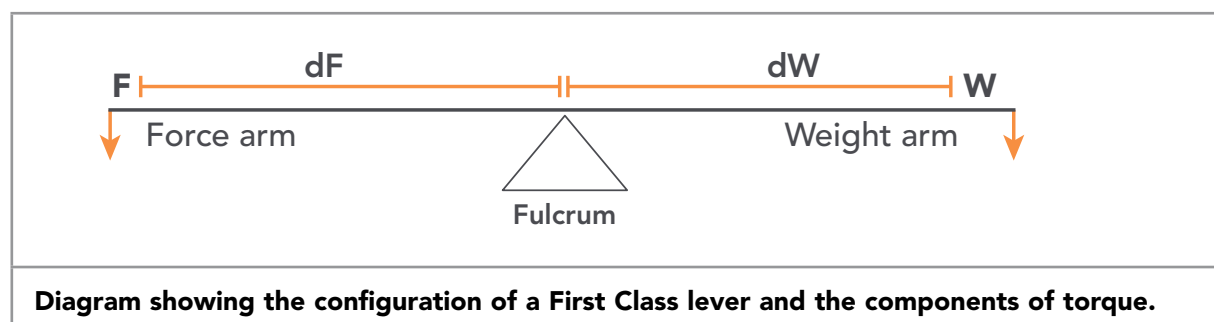 dF dW
F W
Force arm Weight arm
Fulcrum
Diagram showing the configuration of a First Class lever and the components of torque.